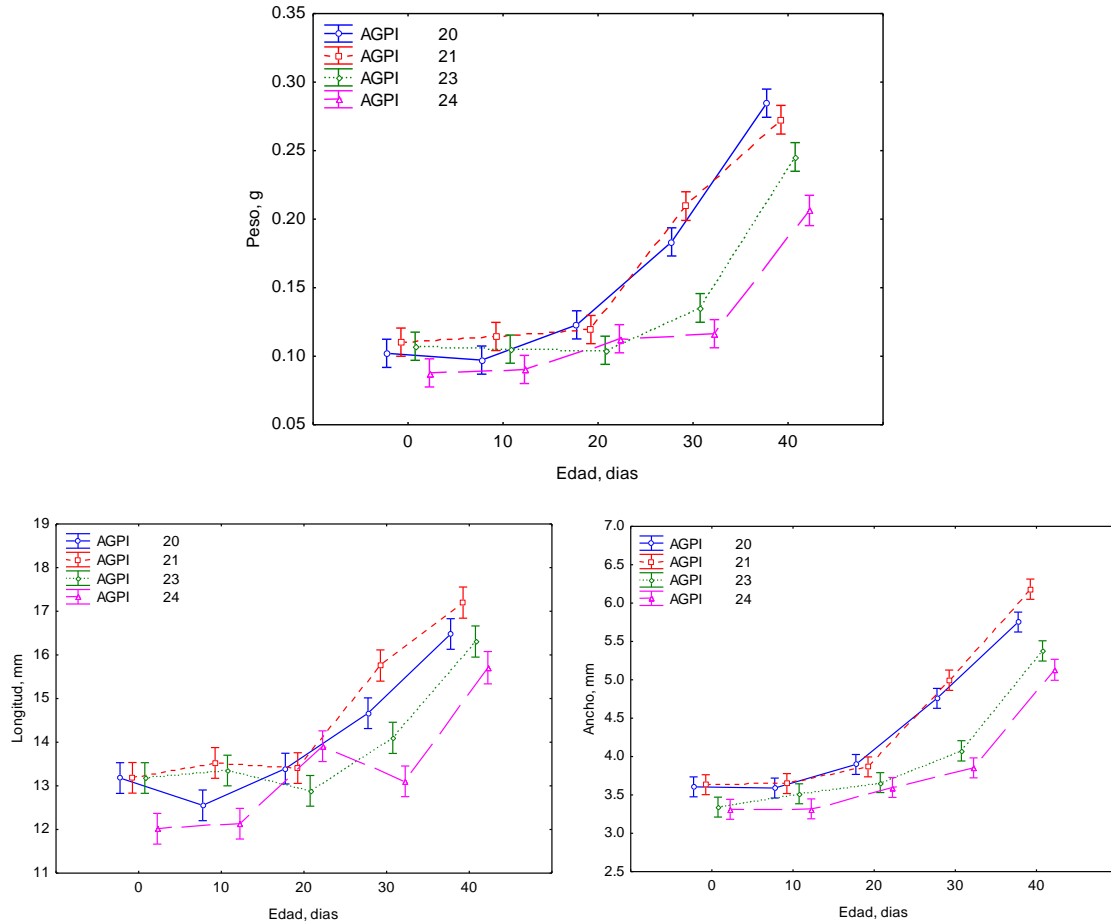 0.35
AGPI 20
AGPI 21
AGPI 23
AGPI 24
0.30
0.25
0.20
0.15
0.10
0.05
Peso, g
0 10 20 30 40
Edad, dias
19
AGPI 20
AGPI 21
AGPI 23
AGPI 24
18
17
16
15
14
13
12
11
Longitud, mm
0 10 20 30 40
Edad, dias
7.0
AGPI 20
AGPI 21
AGPI 23
AGPI 24
6.5
6.0
5.5
5.0
4.5
4.0
3.5
3.0
2.5
Ancho, mm
0 10 20 30 40
Edad, dias